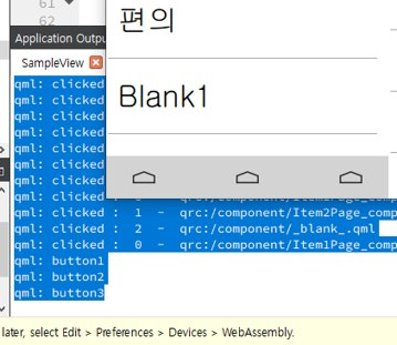 61
62
편의
Application Outpu
SampleView
Blank1
qml: clicked
qml: clicked
qml: clicked
qml: clicked
qml: clicked
qml: clicked
qml: clicked
qml: clicked
qml: clicked : 1 - qrc:/component/Item2Page_comp
qml: clicked : 2 - qrc:/component/_blank_.qml
qml: clicked : 0 - qrc:/component/Item1Page_comp
qml: button1
qml: button2
qml: button3
later, select Edit > Preferences > Devices > WebAssembly.